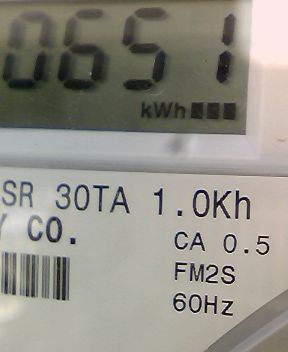 0651
kWh
SR 30TA 1.0Kh
Y CO.
CA 0.5
FM2S
60Hz